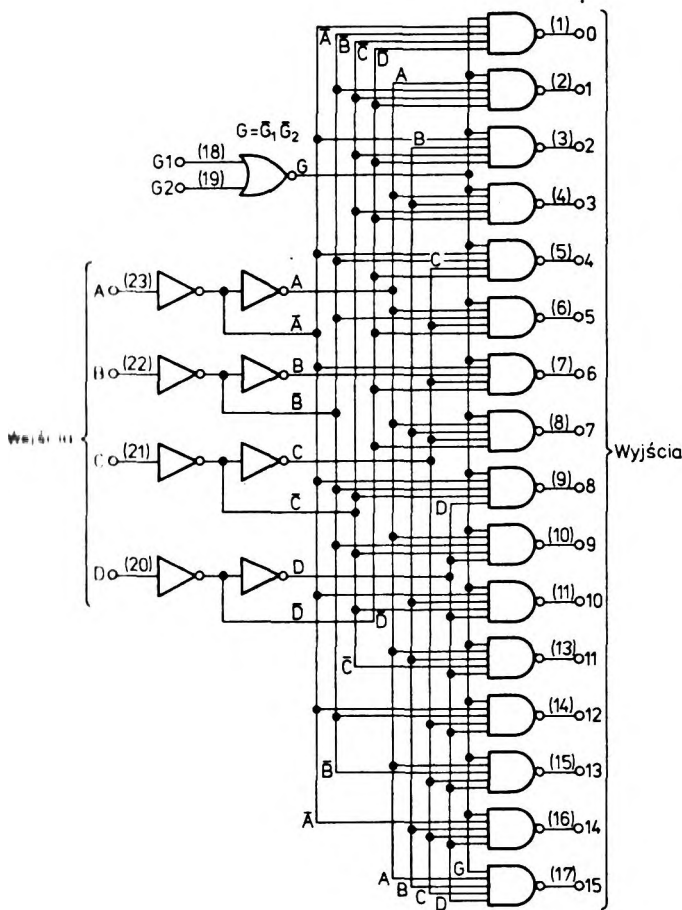 Ā
B̄
C̄
D̄
(1) 0
A
(2) 1
G=Ḡ₁Ḡ₂
B
(3) 2
G1 (18)
G
G2 (19)
(4) 3
C
(5) 4
A (23)
A
(6) 5
Ā
B (22)
B
(7) 6
B̄
(8) 7
C (21)
C
Wyjścia
(9) 8
D
C̄
(10) 9
D (20)
D
(11) 10
D̄
D̄
(13) 11
C̄
(14) 12
B̄
(15) 13
Ā
(16) 14
G
A
B
C
D
(17) 15